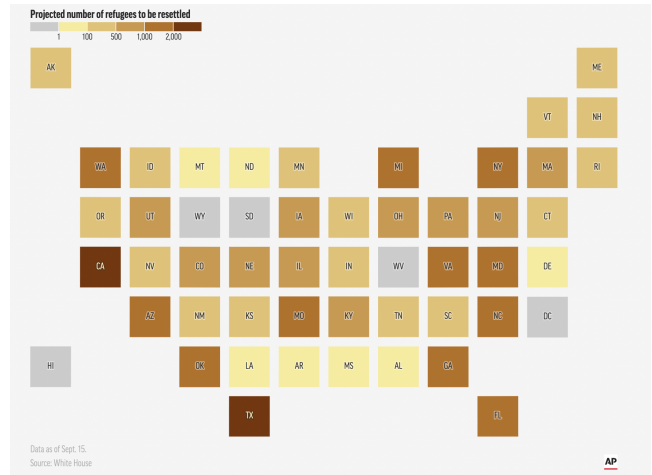 Projected number of refugees to be resettled
1 100 500 1,000 2,000
AK ME
VT NH
WA ID MT ND MN MI NY MA RI
OR UT WY SD IA WI OH PA NJ CT
CA NV CO NE IL IN WV VA MD DE
AZ NM KS MO KY TN SC NC DC
HI OK LA AR MS AL GA
TX FL
Data as of Sept. 15.
Source: White House
AP